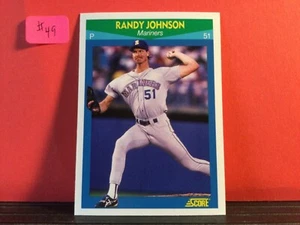 #49
RANDY JOHNSON
Mariners
P 51
MARINERS
51
SCORE